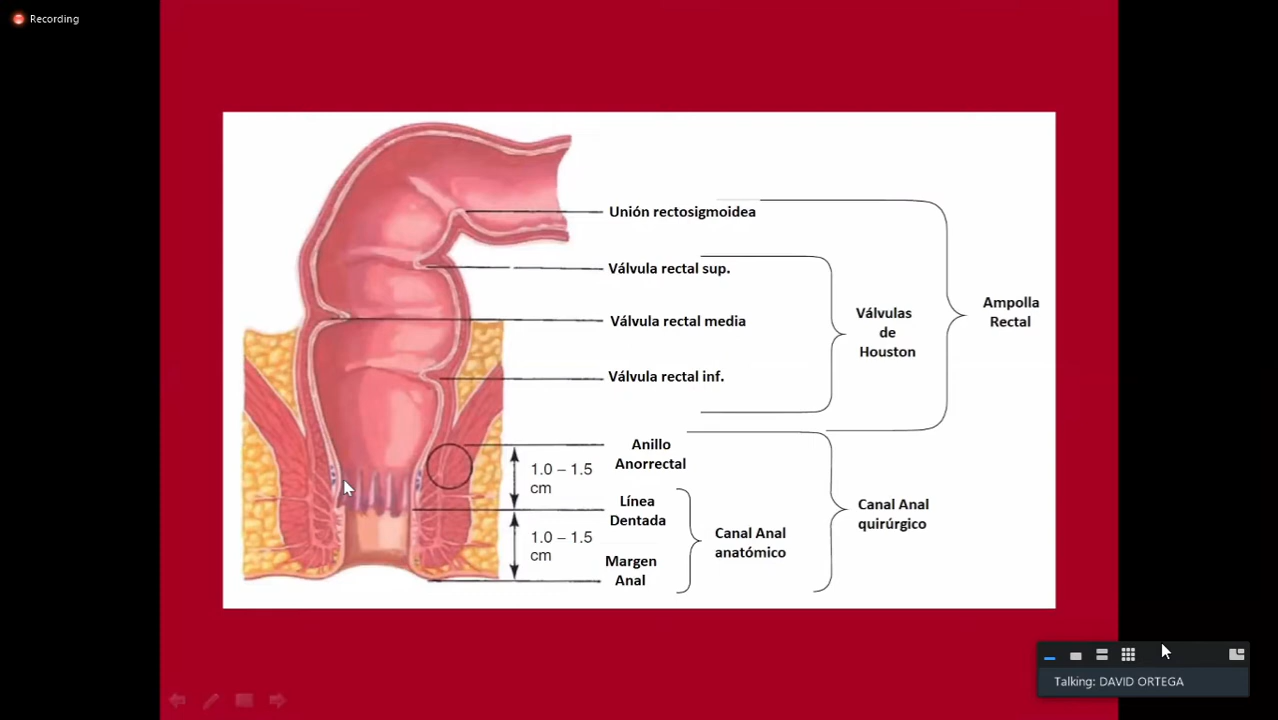 Recording
Unión rectosigmoidea
Válvula rectal sup.
Válvula rectal media
Válvula rectal inf.
Válvulas
de
Houston
Ampolla
Rectal
Anillo
Anorrectal
1.0 – 1.5
cm
Línea
Dentada
1.0 – 1.5
cm
Margen
Anal
Canal Anal
anatómico
Canal Anal
quirúrgico
Talking: DAVID ORTEGA